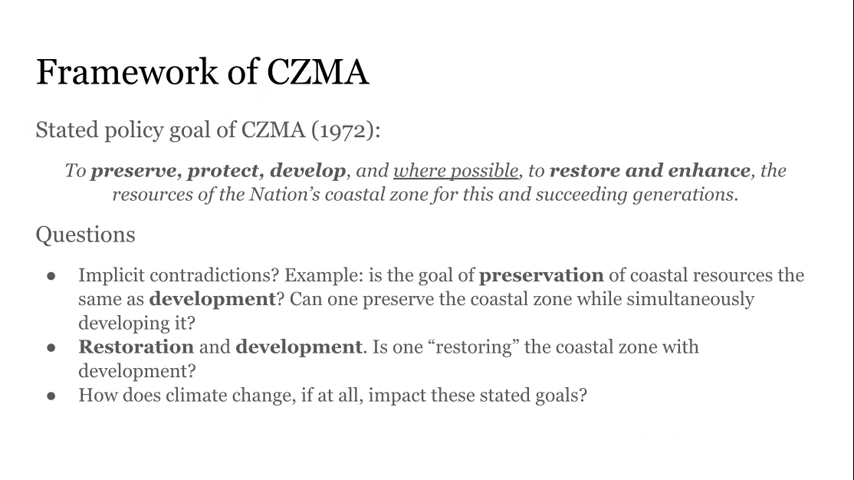 Framework of CZMA
Stated policy goal of CZMA (1972):
To preserve, protect, develop, and where possible, to restore and enhance, the
resources of the Nation’s coastal zone for this and succeeding generations.
Questions
● Implicit contradictions? Example: is the goal of preservation of coastal resources the
same as development? Can one preserve the coastal zone while simultaneously
developing it?
● Restoration and development. Is one “restoring” the coastal zone with
development?
● How does climate change, if at all, impact these stated goals?